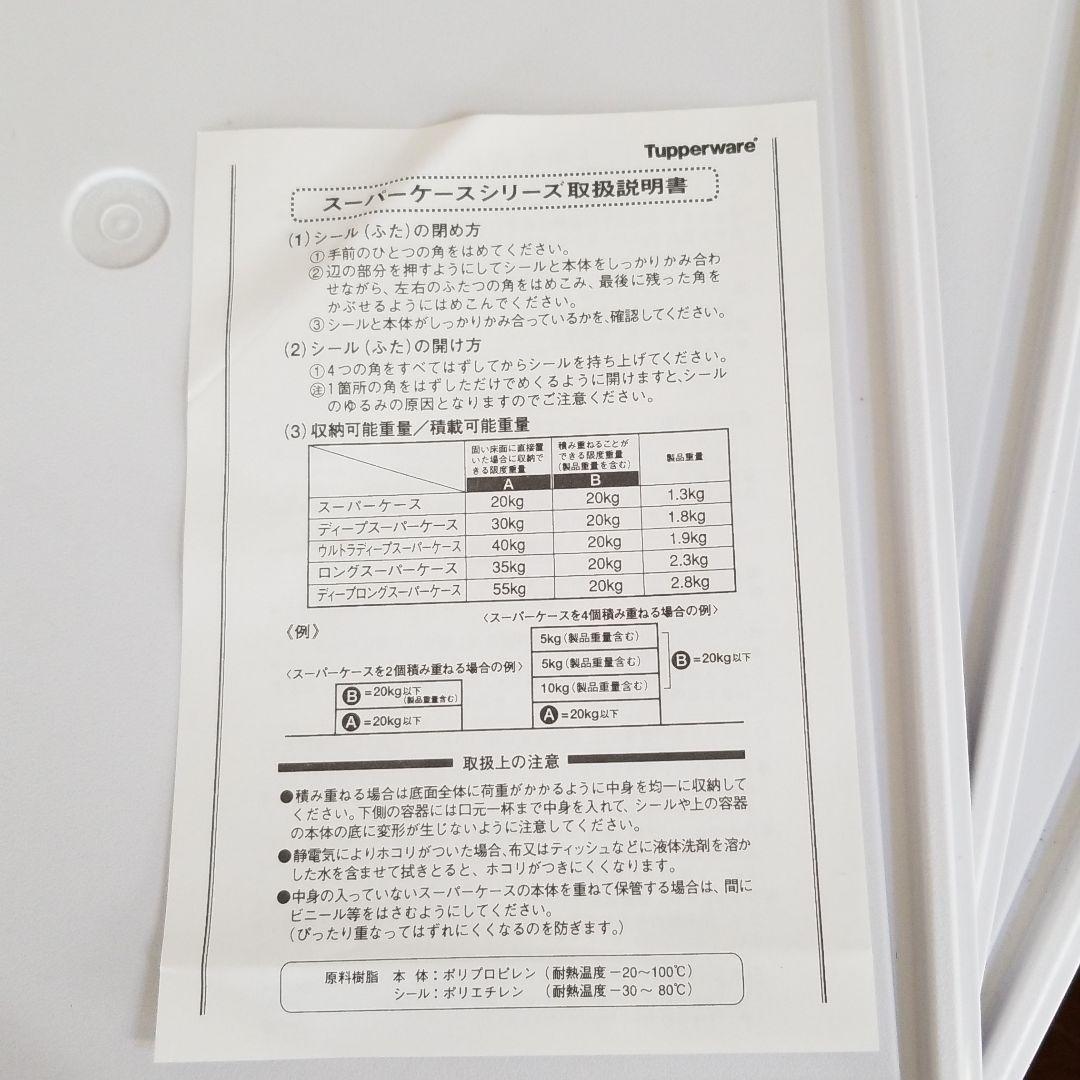 Tupperware
スーパーケースシリーズ取扱説明書
(1)シール(ふた)の閉め方
①手前のひとつの角をはめてください。
②辺の部分を押すようにしてシールと本体をしっかりかみ合わ
せながら、左右のふたつの角をはめこみ、最後に残った角を
かぶせるようにはめこんでください。
③シールと本体がしっかりかみ合っているかを、確認してください。
(2)シール(ふた)の開け方
①4つの角をすべてはずしてからシールを持ち上げてください。
㊟1箇所の角をはずしただけでめくるように開けますと、シール
のゆるみの原因となりますのでご注意ください。
(3)収納可能重量/積載可能重量
固い床面に直接置
いた場合に収納で
きる限度重量
A
積み重ねることが
できる限度重量
(製品重量を含む)
B
製品重量
スーパーケース 20kg 20kg 1.3kg
ディープスーパーケース 30kg 20kg 1.8kg
ウルトラディープスーパーケース 40kg 20kg 1.9kg
ロングスーパーケース 35kg 20kg 2.3kg
ディープロングスーパーケース 55kg 20kg 2.8kg
《例》
〈スーパーケースを2個積み重ねる場合の例〉
B=20kg以下
(製品重量含む)
A=20kg以下
〈スーパーケースを4個積み重ねる場合の例〉
5kg(製品重量含む)
5kg(製品重量含む)
10kg(製品重量含む)
B=20kg以下
A=20kg以下
取扱上の注意
●積み重ねる場合は底面全体に荷重がかかるように中身を均一に収納して
ください。下側の容器には口元一杯まで中身を入れて、シールや上の容器
の本体の底に変形が生じないように注意してください。
●静電気によりホコリがついた場合、布又はティッシュなどに液体洗剤を溶か
した水を含ませて拭きとると、ホコリがつきにくくなります。
●中身の入っていないスーパーケースの本体を重ねて保管する場合は、間に
ビニール等をはさむようにしてください。
(ぴったり重なってはずれにくくなるのを防ぎます。)
原料樹脂 本 体:ポリプロピレン (耐熱温度-20~100℃)
シール:ポリエチレン (耐熱温度-30~ 80℃)